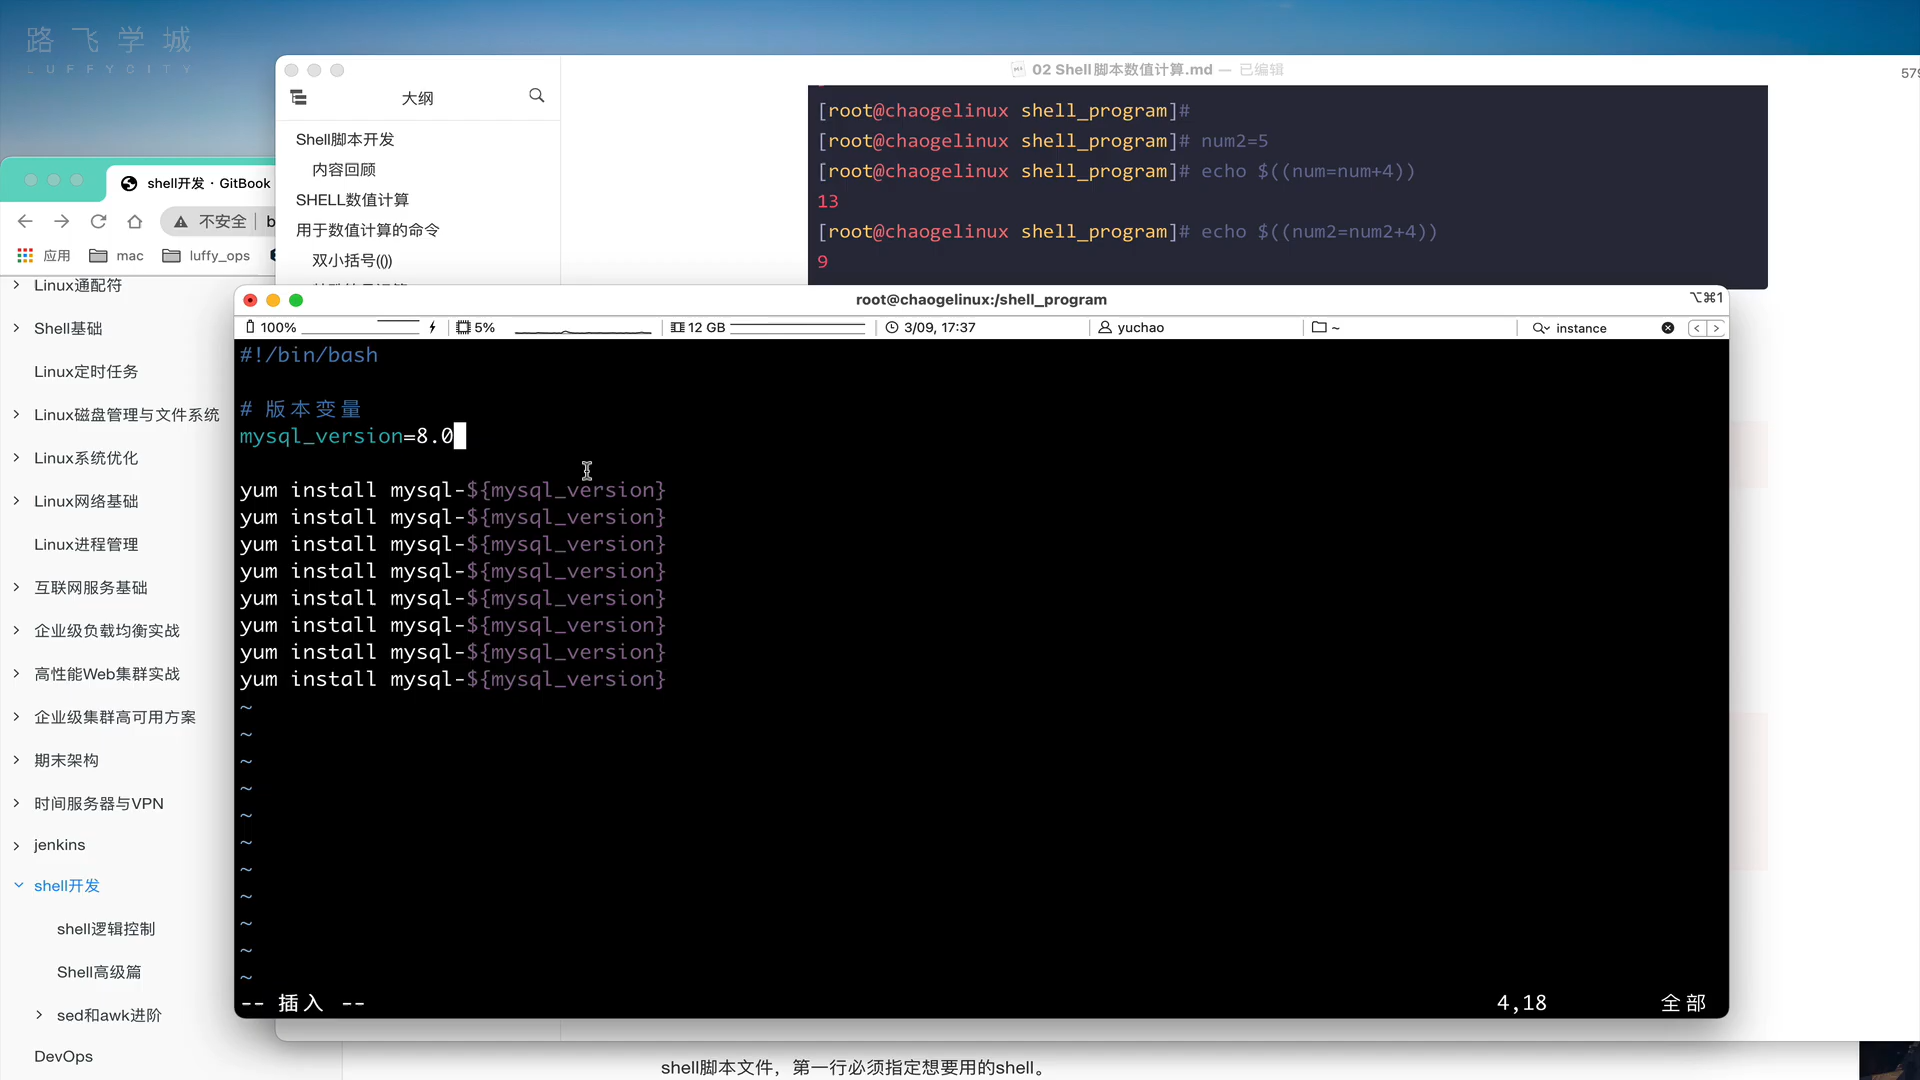 路飞学城
LUFFYCITY
02 Shell脚本数值计算.md — 已编辑
大纲
Shell脚本开发
内容回顾
SHELL数值计算
用于数值计算的命令
双小括号(())
[root@chaogelinux shell_program]#
[root@chaogelinux shell_program]# num2=5
[root@chaogelinux shell_program]# echo $((num=num+4))
13
[root@chaogelinux shell_program]# echo $((num2=num2+4))
9
shell开发 · GitBook
不安全 | b
应用 mac luffy_ops
Linux通配符
Shell基础
Linux定时任务
Linux磁盘管理与文件系统
Linux系统优化
Linux网络基础
Linux进程管理
互联网服务基础
企业级负载均衡实战
高性能Web集群实战
企业级集群高可用方案
期末架构
时间服务器与VPN
jenkins
shell开发
shell逻辑控制
Shell高级篇
sed和awk进阶
DevOps
root@chaogelinux:/shell_program
⌥⌘1
100% 5% 12 GB 3/09, 17:37 yuchao ~ instance
#!/bin/bash
# 版本变量
mysql_version=8.0
yum install mysql-${mysql_version}
yum install mysql-${mysql_version}
yum install mysql-${mysql_version}
yum install mysql-${mysql_version}
yum install mysql-${mysql_version}
yum install mysql-${mysql_version}
yum install mysql-${mysql_version}
yum install mysql-${mysql_version}
~
~
~
~
~
~
~
~
~
~
~
-- 插入 -- 4,18 全部
shell脚本文件，第一行必须指定想要用的shell。